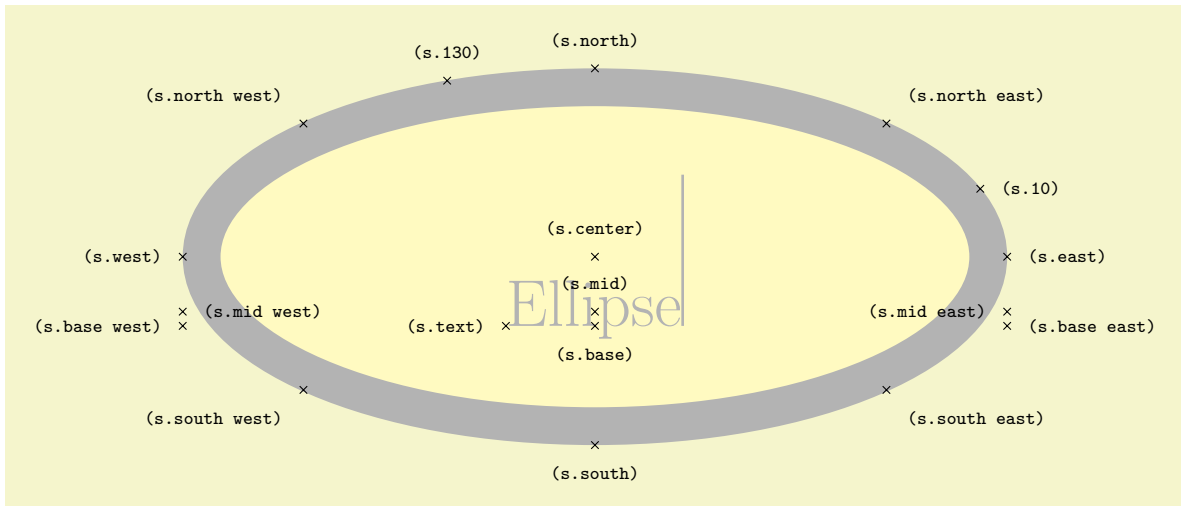 (s.north)
(s.130)
(s.north west)
(s.north east)
(s.10)
(s.center)
(s.west)
(s.east)
(s.mid)
Ellipse
(s.mid west)
(s.mid east)
(s.base west)
(s.text)
(s.base east)
(s.base)
(s.south west)
(s.south east)
(s.south)